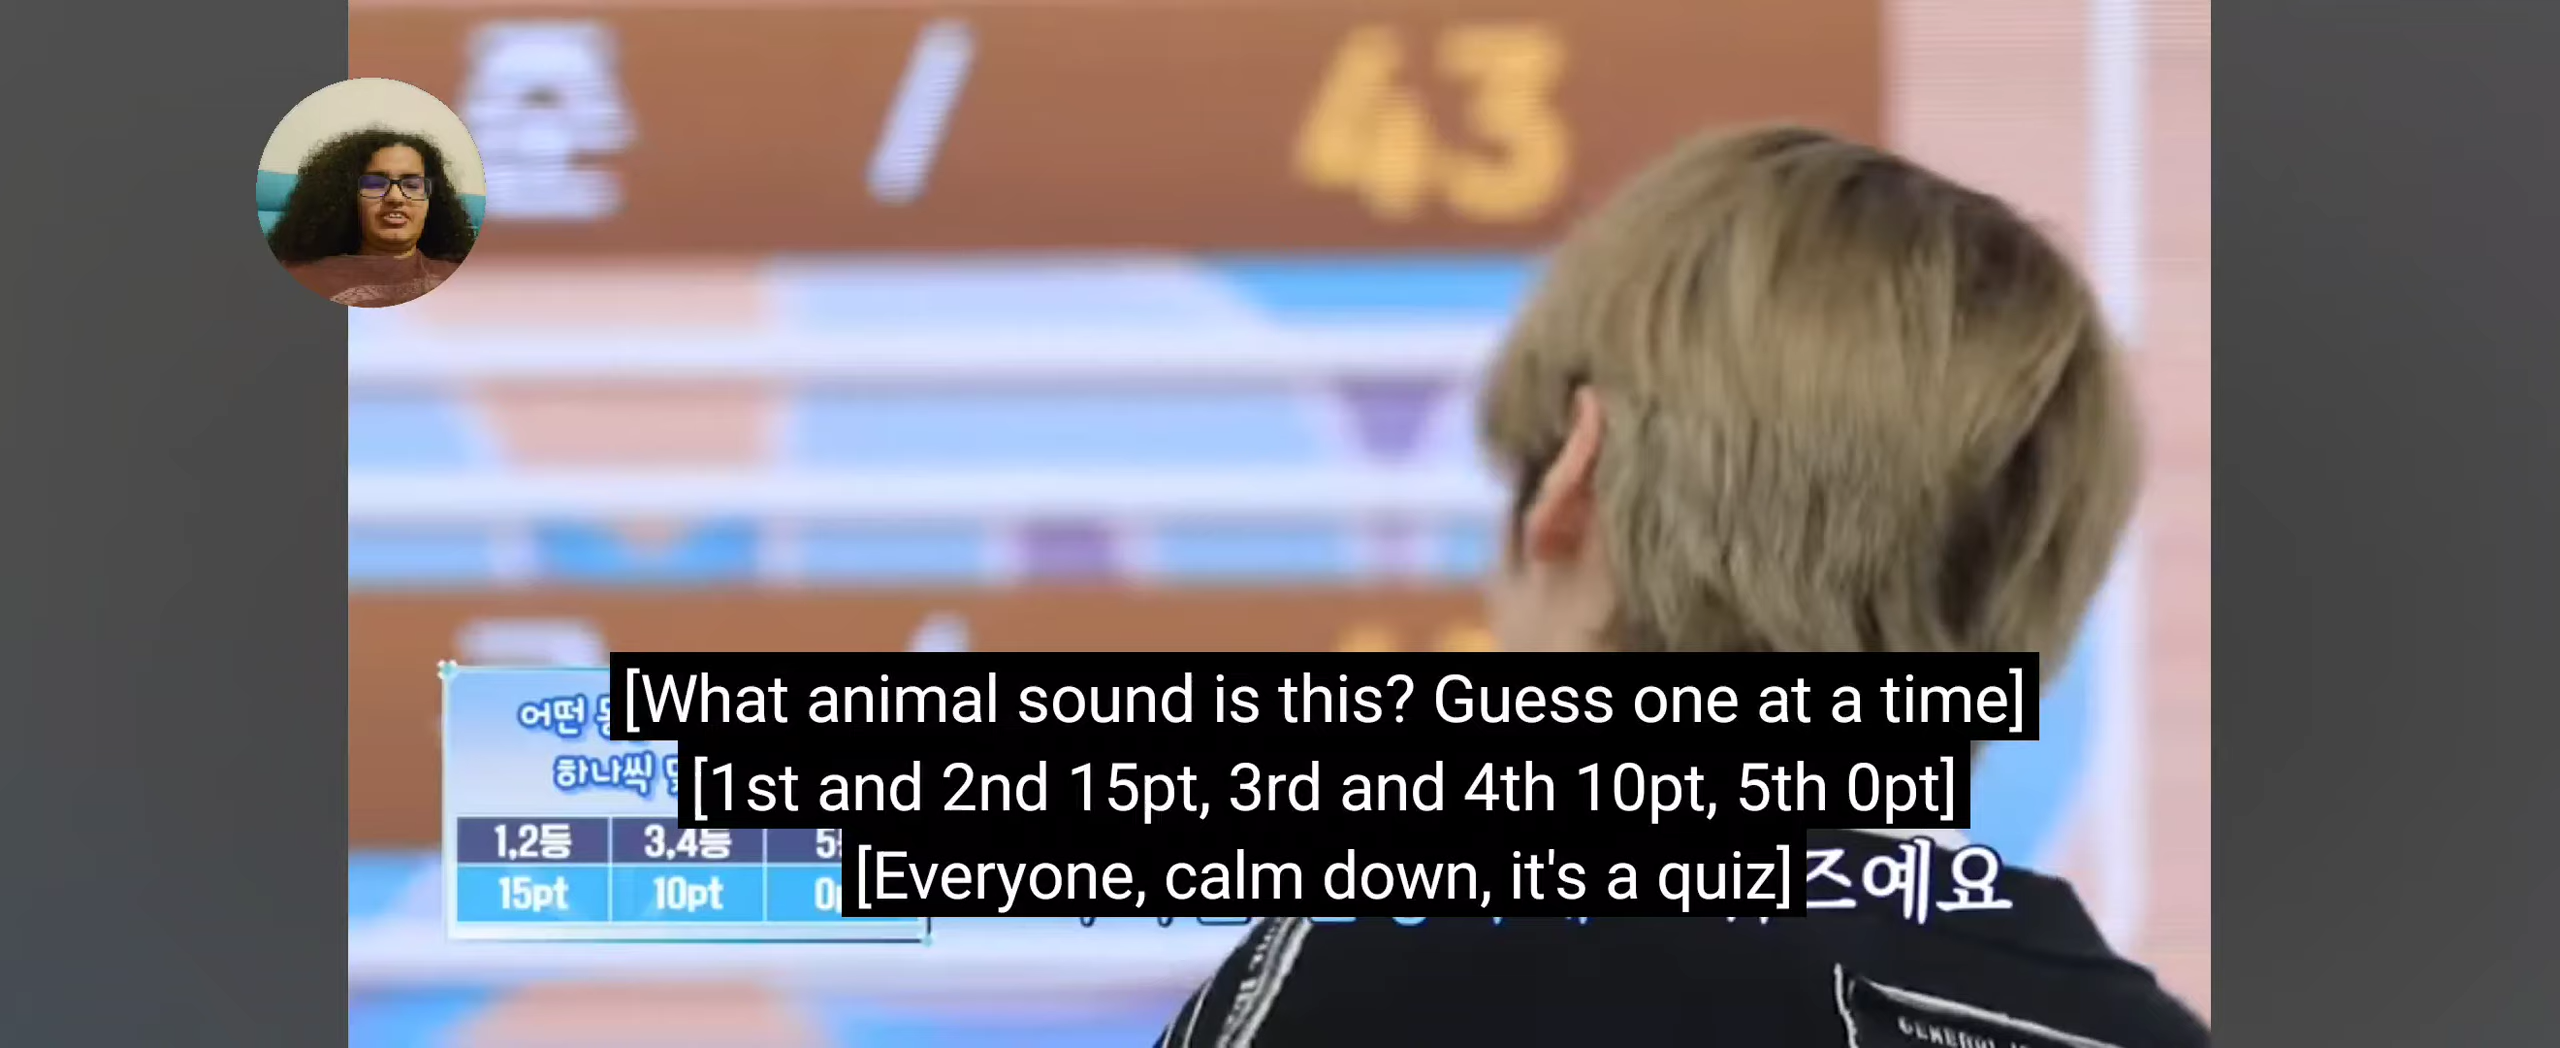 / 43
[What animal sound is this? Guess one at a time]
[1st and 2nd 15pt, 3rd and 4th 10pt, 5th 0pt]
[Everyone, calm down, it's a quiz]
어떤
하나씩
1,2등 3,4등
15pt 10pt
즈예요